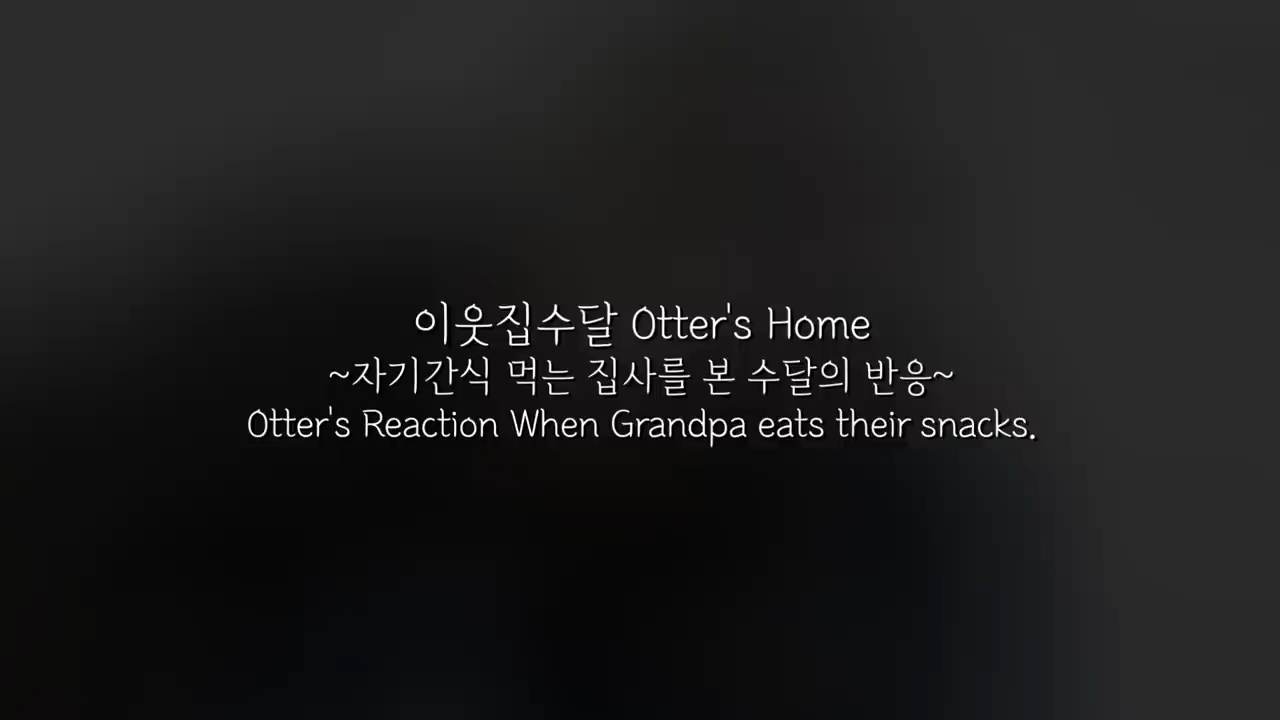 이웃집수달 Otter's Home
~자기간식 먹는 집사를 본 수달의 반응~
Otter's Reaction When Grandpa eats their snacks.